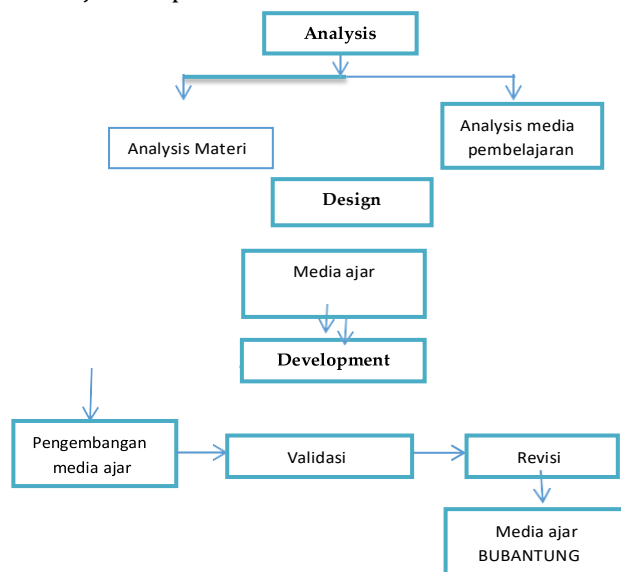 Analysis
Analysis Materi
Analysis media
pembelajaran
Design
Media ajar
Development
Pengembangan
media ajar
Validasi
Revisi
Media ajar
BUBANTUNG